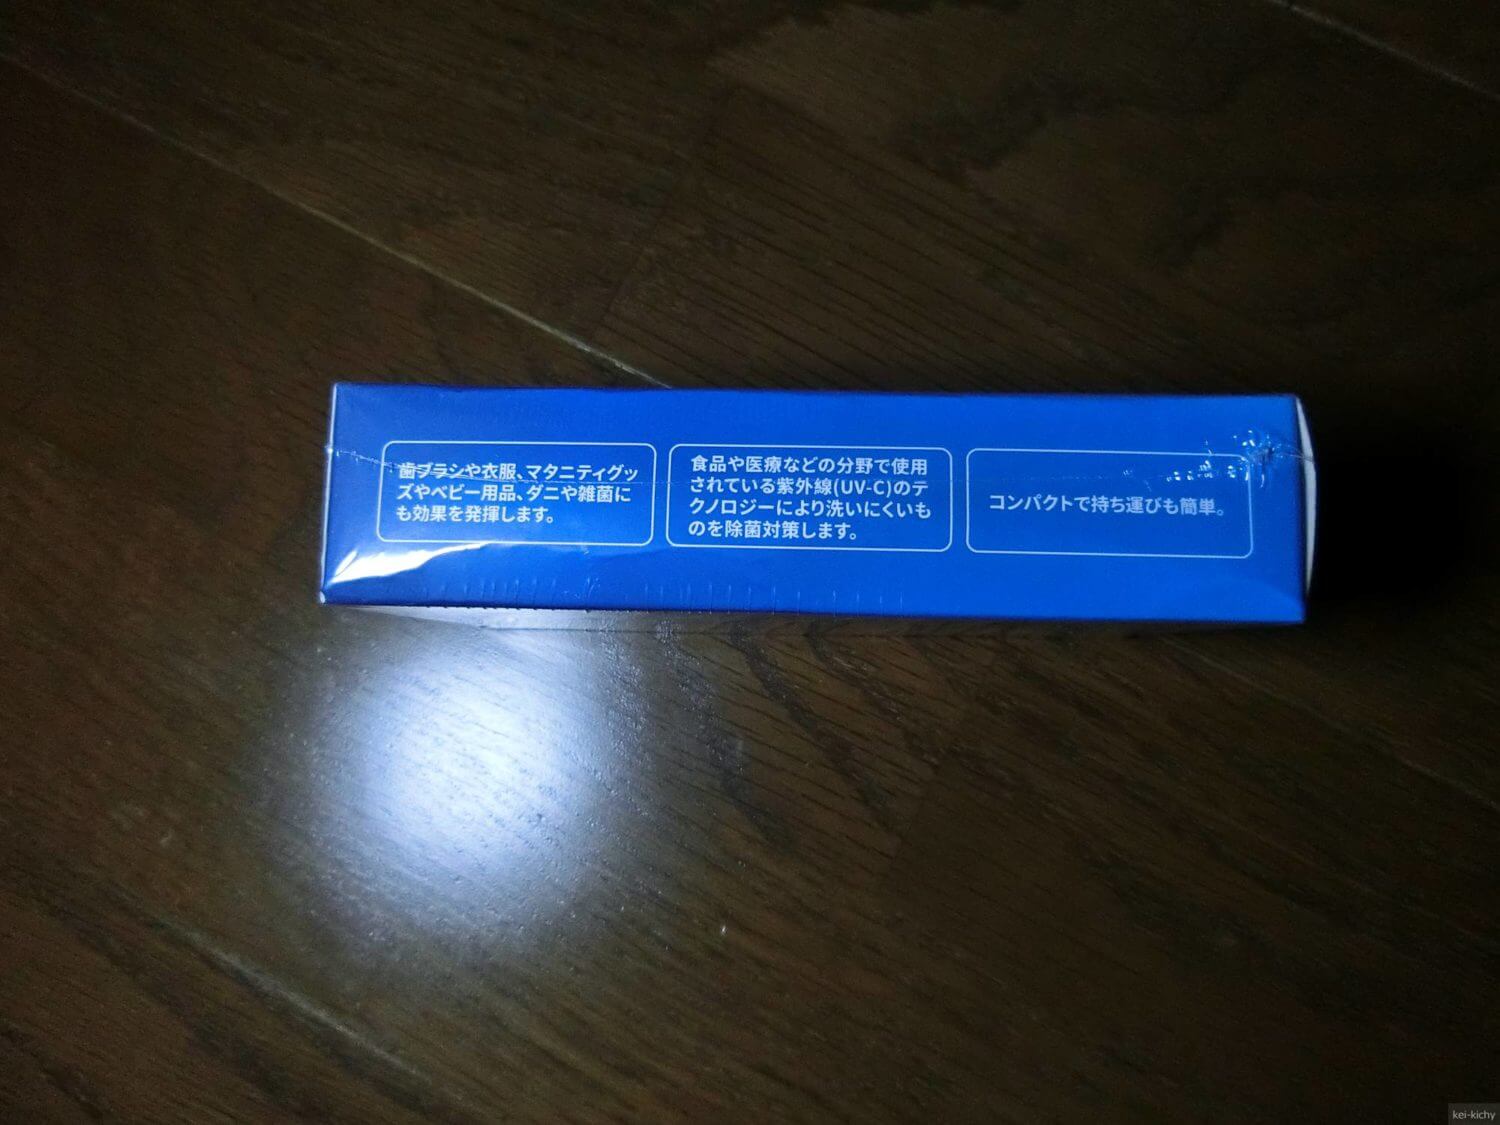 歯ブラシや衣服、マタニティグッ
ズやベビー用品、ダニや雑菌に
も効果を発揮します。
食品や医療などの分野で使用
されている紫外線(UV-C)のテ
クノロジーにより洗いにくいも
のを除菌対策します。
コンパクトで持ち運びも簡単。
kei-kichy